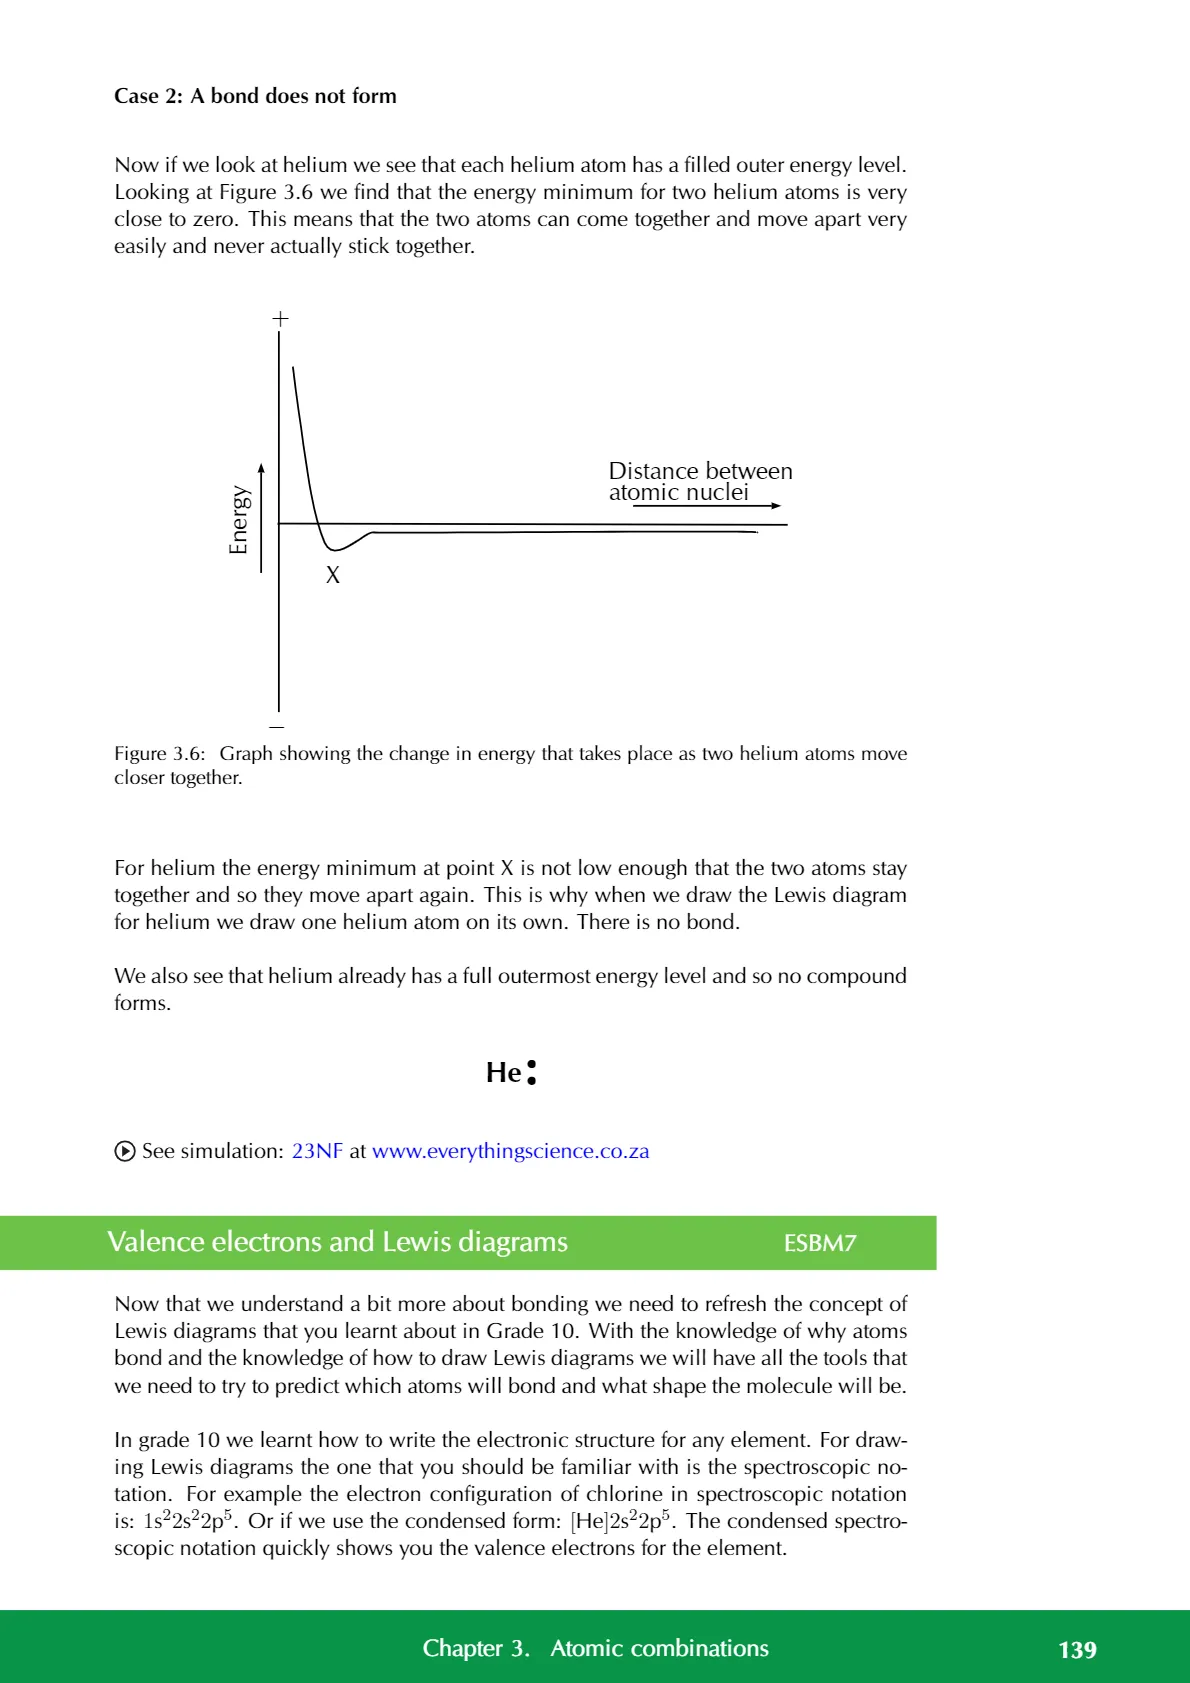 Case 2: A bond does not form
Now if we look at helium we see that each helium atom has a filled outer energy level.
Looking at Figure 3.6 we find that the energy minimum for two helium atoms is very
close to zero. This means that the two atoms can come together and move apart very
easily and never actually stick together.
+
Distance between
atomic nuclei
Energy
X
−
Figure 3.6: Graph showing the change in energy that takes place as two helium atoms move
closer together.
For helium the energy minimum at point X is not low enough that the two atoms stay
together and so they move apart again. This is why when we draw the Lewis diagram
for helium we draw one helium atom on its own. There is no bond.
We also see that helium already has a full outermost energy level and so no compound
forms.
He:
See simulation: 23NF at www.everythingscience.co.za
Valence electrons and Lewis diagrams ESBM7
Now that we understand a bit more about bonding we need to refresh the concept of
Lewis diagrams that you learnt about in Grade 10. With the knowledge of why atoms
bond and the knowledge of how to draw Lewis diagrams we will have all the tools that
we need to try to predict which atoms will bond and what shape the molecule will be.
In grade 10 we learnt how to write the electronic structure for any element. For draw-
ing Lewis diagrams the one that you should be familiar with is the spectroscopic no-
tation. For example the electron configuration of chlorine in spectroscopic notation
is: 1s²2s²2p⁵. Or if we use the condensed form: [He]2s²2p⁵. The condensed spectro-
scopic notation quickly shows you the valence electrons for the element.
Chapter 3. Atomic combinations 139